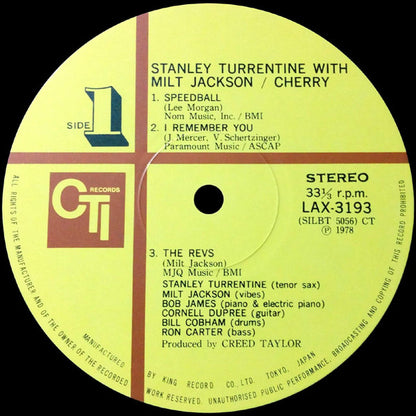 STANLEY TURRENTINE WITH
MILT JACKSON / CHERRY
1. SPEEDBALL
(Lee Morgan)
Nom Music, Inc. / BMI
2. I REMEMBER YOU
(J. Mercer, V. Schertzinger)
Paramount Music / ASCAP
SIDE 1
CTI
RECORDS
STEREO
33⅓ r.p.m.
LAX-3193
(SILBT 5056) CT
Ⓟ 1978
3. THE REVS
(Milt Jackson)
MJQ Music / BMI
STANLEY TURRENTINE (tenor sax)
MILT JACKSON (vibes)
BOB JAMES (piano & electric piano)
CORNELL DUPREE (guitar)
BILL COBHAM (drums)
RON CARTER (bass)
Produced by CREED TAYLOR
MANUFACTURED BY KING RECORD CO. LTD. TOKYO, JAPAN
ALL RIGHTS OF THE MANUFACTURER AND OF THE OWNER OF THE RECORDED WORK RESERVED. UNAUTHORISED PUBLIC PERFORMANCE, BROADCASTING AND COPYING OF THIS RECORD PROHIBITED